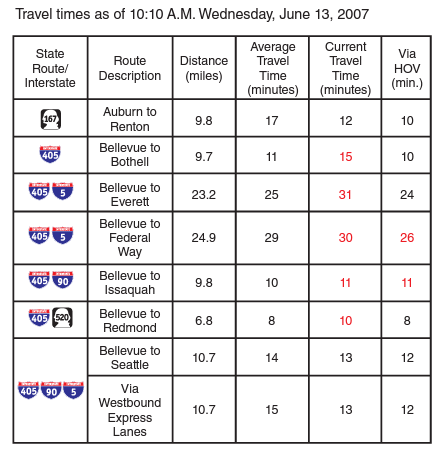 Travel times as of 10:10 A.M. Wednesday, June 13, 2007
State
Route/
Interstate
Route
Description
Distance
(miles)
Average
Travel
Time
(minutes)
Current
Travel
Time
(minutes)
Via
HOV
(min.)
167
Auburn to
Renton
9.8
17
12
10
405
Bellevue to
Bothell
9.7
11
15
10
405 5
Bellevue to
Everett
23.2
25
31
24
405 5
Bellevue to
Federal
Way
24.9
29
30
26
405 90
Bellevue to
Issaquah
9.8
10
11
11
405 520
Bellevue to
Redmond
6.8
8
10
8
405 90 5
Bellevue to
Seattle
10.7
14
13
12
Via
Westbound
Express
Lanes
10.7
15
13
12